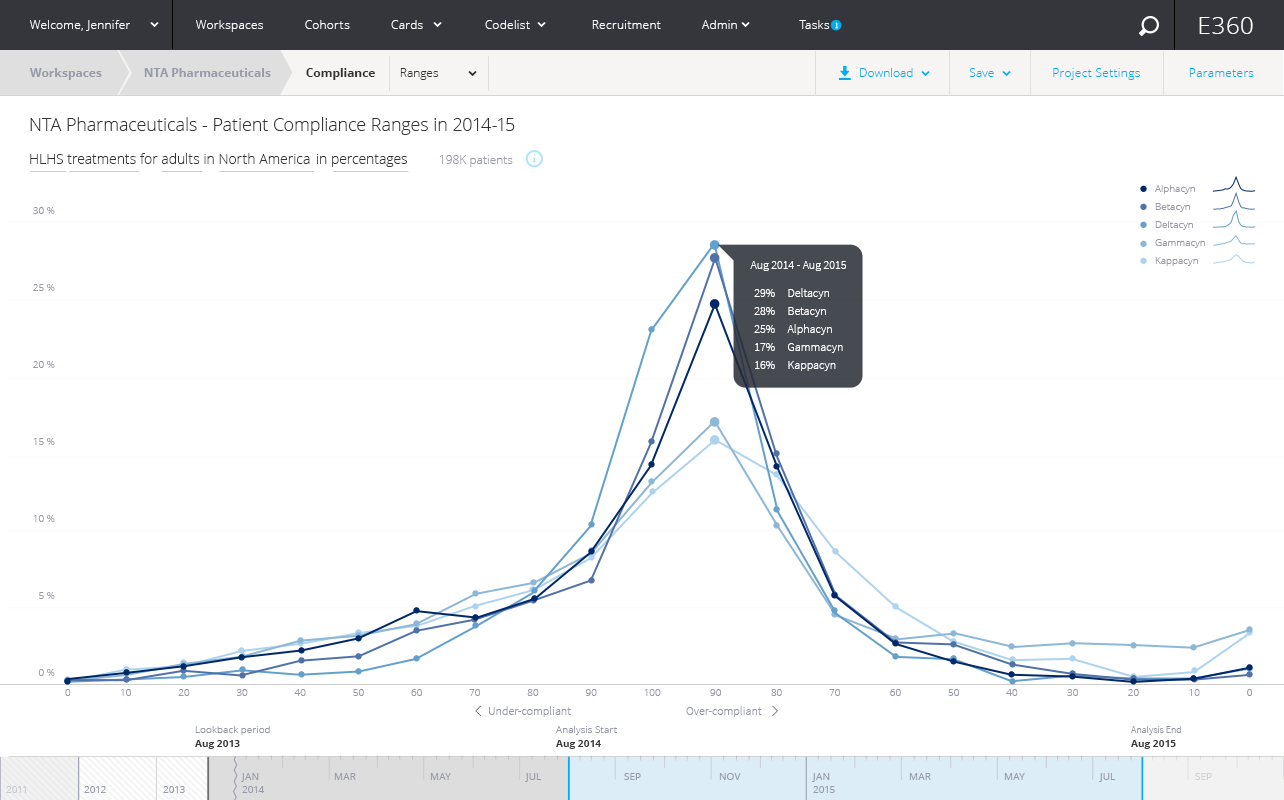 Welcome, Jennifer Workspaces Cohorts Cards Codelist Recruitment Admin Tasks i E360
Workspaces NTA Pharmaceuticals Compliance Ranges Download Save Project Settings Parameters
NTA Pharmaceuticals - Patient Compliance Ranges in 2014-15
HLHS treatments for adults in North America in percentages 198K patients i
Alphacyn
Betacyn
Deltacyn
Gammacyn
Kappacyn
30 %
25 %
20 %
15 %
10 %
5 %
0 %
Aug 2014 - Aug 2015
29% Deltacyn
28% Betacyn
25% Alphacyn
17% Gammacyn
16% Kappacyn
0 10 20 30 40 50 60 70 80 90 100 90 80 70 60 50 40 30 20 10 0
Under-compliant Over-compliant
Lookback period Analysis Start Analysis End
Aug 2013 Aug 2014 Aug 2015
JAN MAR MAY JUL SEP NOV JAN MAR MAY JUL SEP
2011 2012 2013 2014 2015